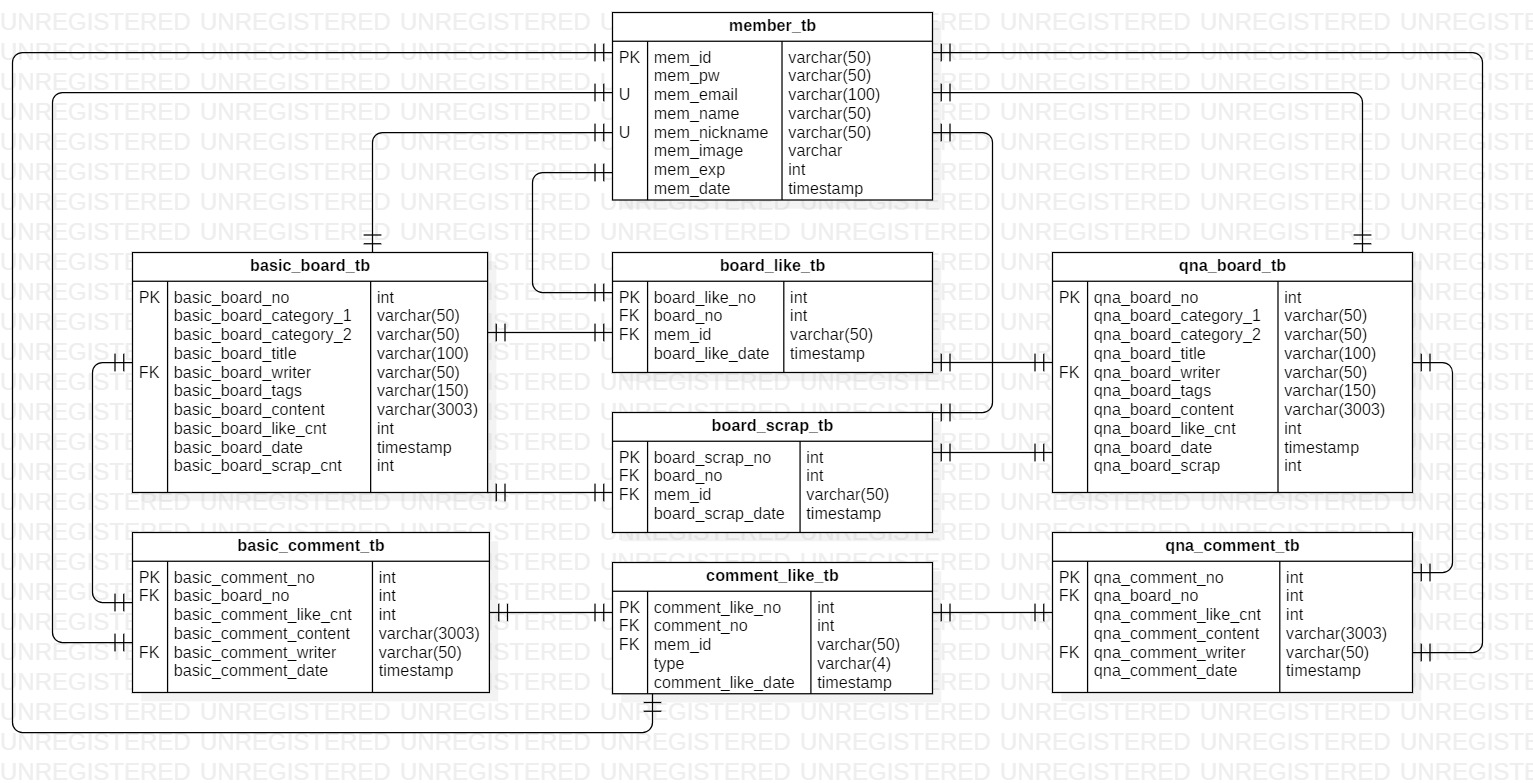 member_tb
PK mem_id varchar(50)
mem_pw varchar(50)
U mem_email varchar(100)
mem_name varchar(50)
U mem_nickname varchar(50)
mem_image varchar
mem_exp int
mem_date timestamp
basic_board_tb
PK basic_board_no int
basic_board_category_1 varchar(50)
basic_board_category_2 varchar(50)
basic_board_title varchar(100)
FK basic_board_writer varchar(50)
basic_board_tags varchar(150)
basic_board_content varchar(3003)
basic_board_like_cnt int
basic_board_date timestamp
basic_board_scrap_cnt int
board_like_tb
PK board_like_no int
FK board_no int
FK mem_id varchar(50)
board_like_date timestamp
qna_board_tb
PK qna_board_no int
qna_board_category_1 varchar(50)
qna_board_category_2 varchar(50)
qna_board_title varchar(100)
FK qna_board_writer varchar(50)
qna_board_tags varchar(150)
qna_board_content varchar(3003)
qna_board_like_cnt int
qna_board_date timestamp
qna_board_scrap int
board_scrap_tb
PK board_scrap_no int
FK board_no int
FK mem_id varchar(50)
board_scrap_date timestamp
basic_comment_tb
PK basic_comment_no int
FK basic_board_no int
basic_comment_like_cnt int
basic_comment_content varchar(3003)
FK basic_comment_writer varchar(50)
basic_comment_date timestamp
comment_like_tb
PK comment_like_no int
FK comment_no int
FK mem_id varchar(50)
type varchar(4)
comment_like_date timestamp
qna_comment_tb
PK qna_comment_no int
FK qna_board_no int
qna_comment_like_cnt int
qna_comment_content varchar(3003)
FK qna_comment_writer varchar(50)
qna_comment_date timestamp
UNREGISTERED UNREGISTERED UNREGISTERED UNREGISTERED UNREGISTERED UNREGISTERED UNREGISTERED